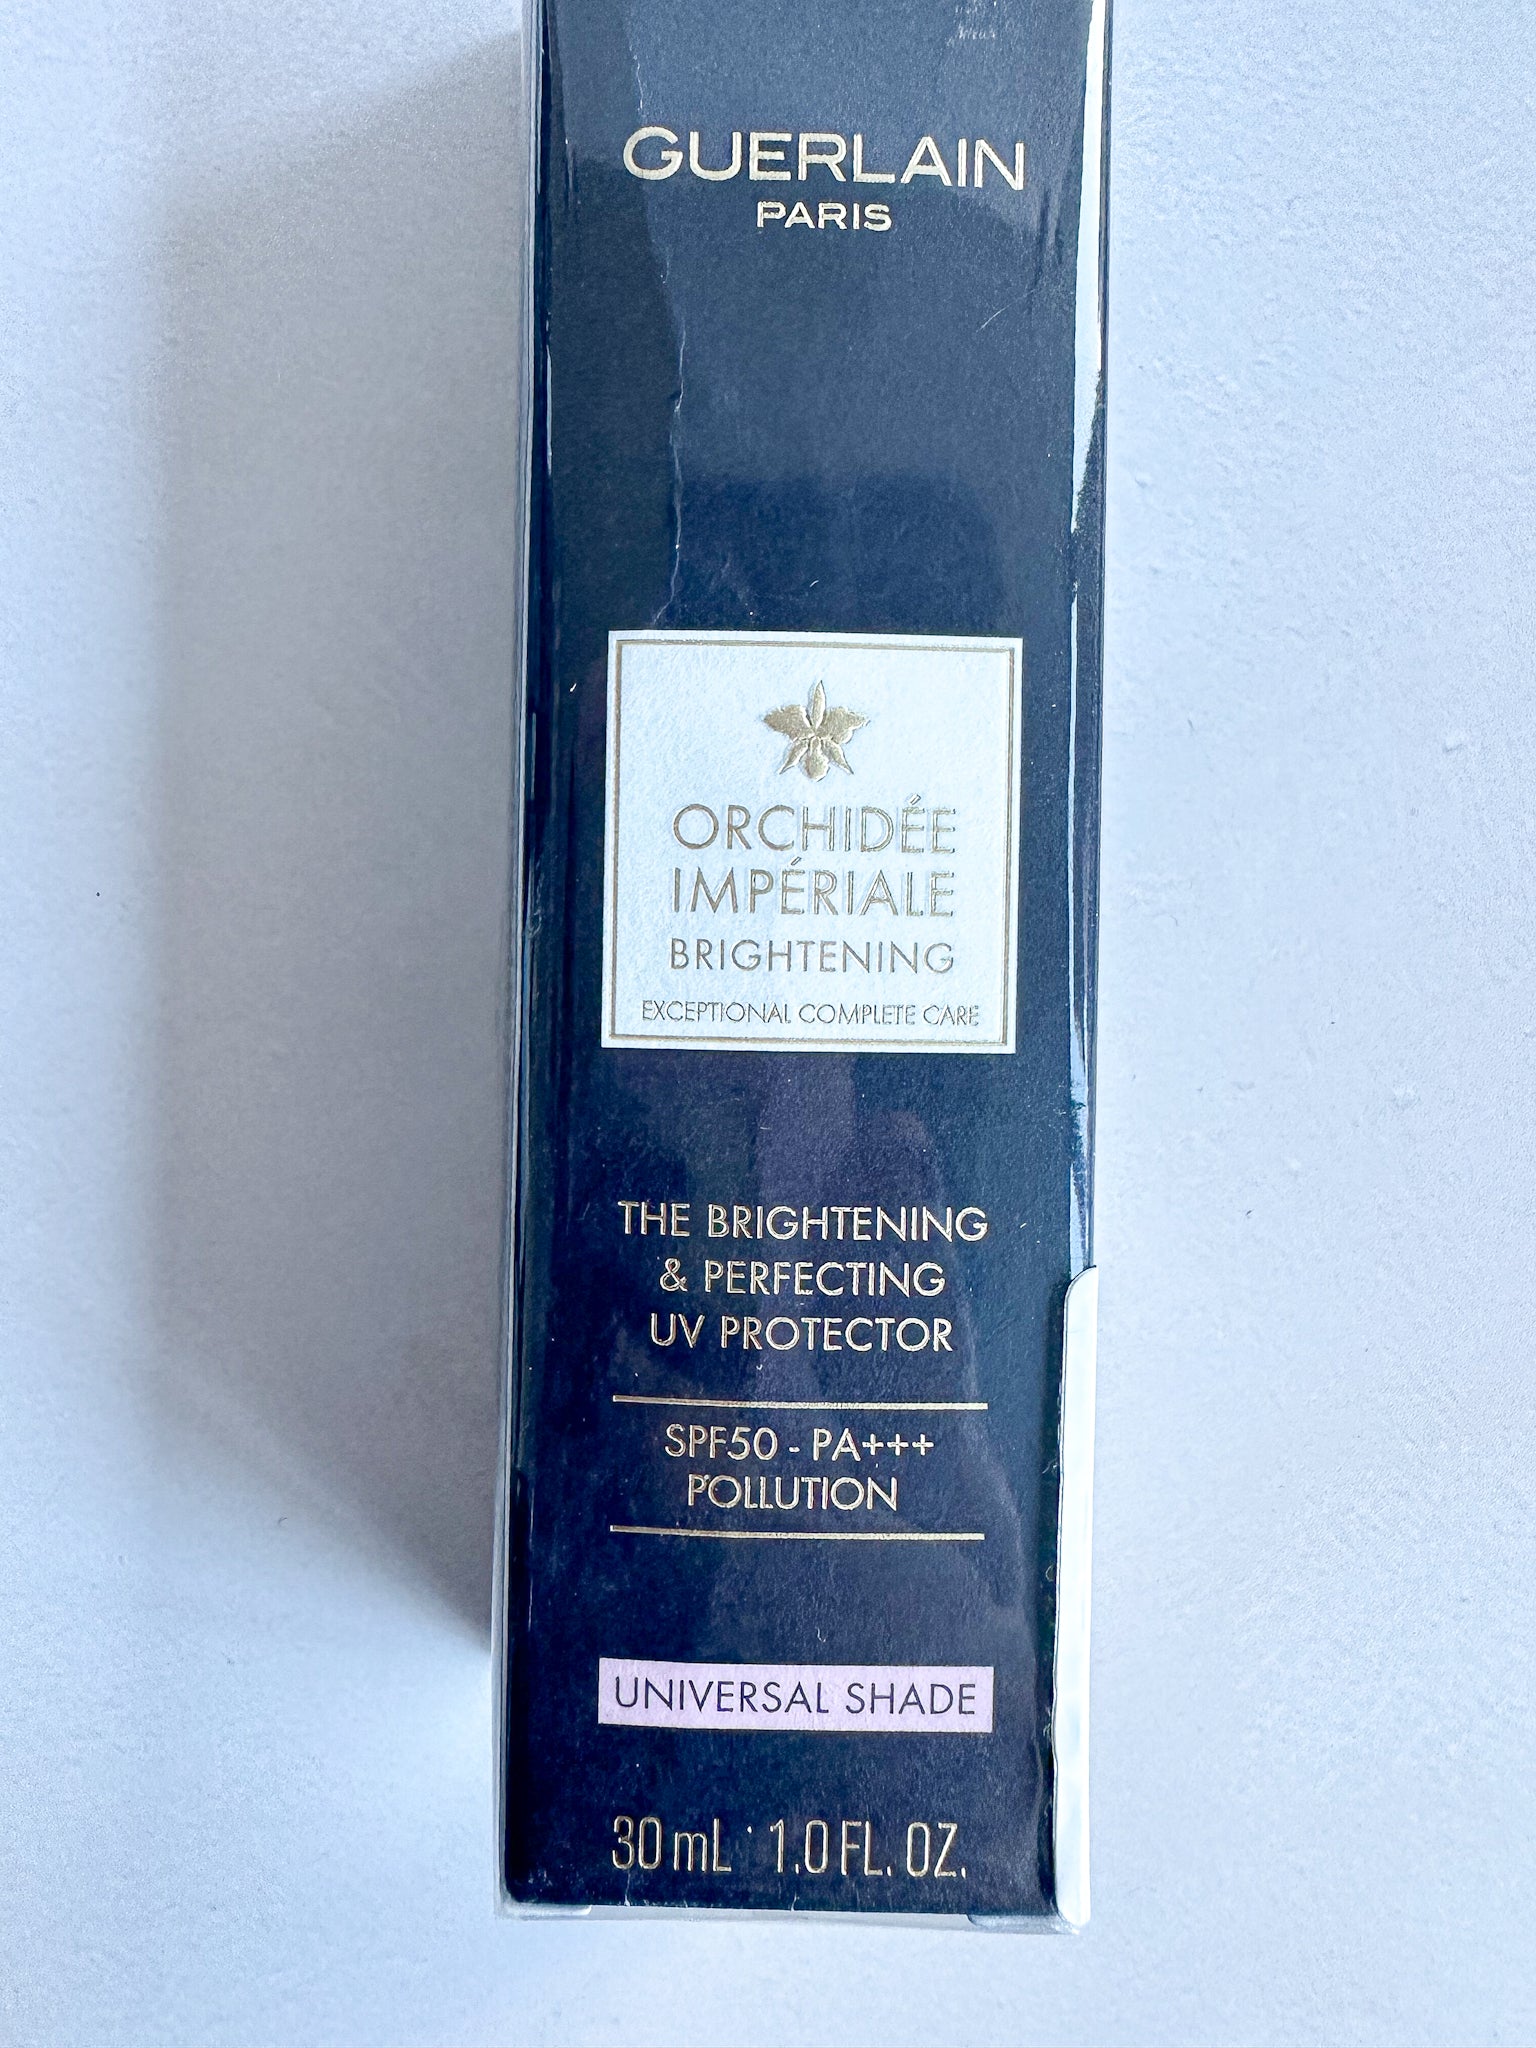 GUERLAIN
PARIS
ORCHIDÉE
IMPÉRIALE
BRIGHTENING
EXCEPTIONAL COMPLETE CARE
THE BRIGHTENING
& PERFECTING
UV PROTECTOR
SPF50 - PA+++
POLLUTION
UNIVERSAL SHADE
30 mL · 1.0 FL. OZ.